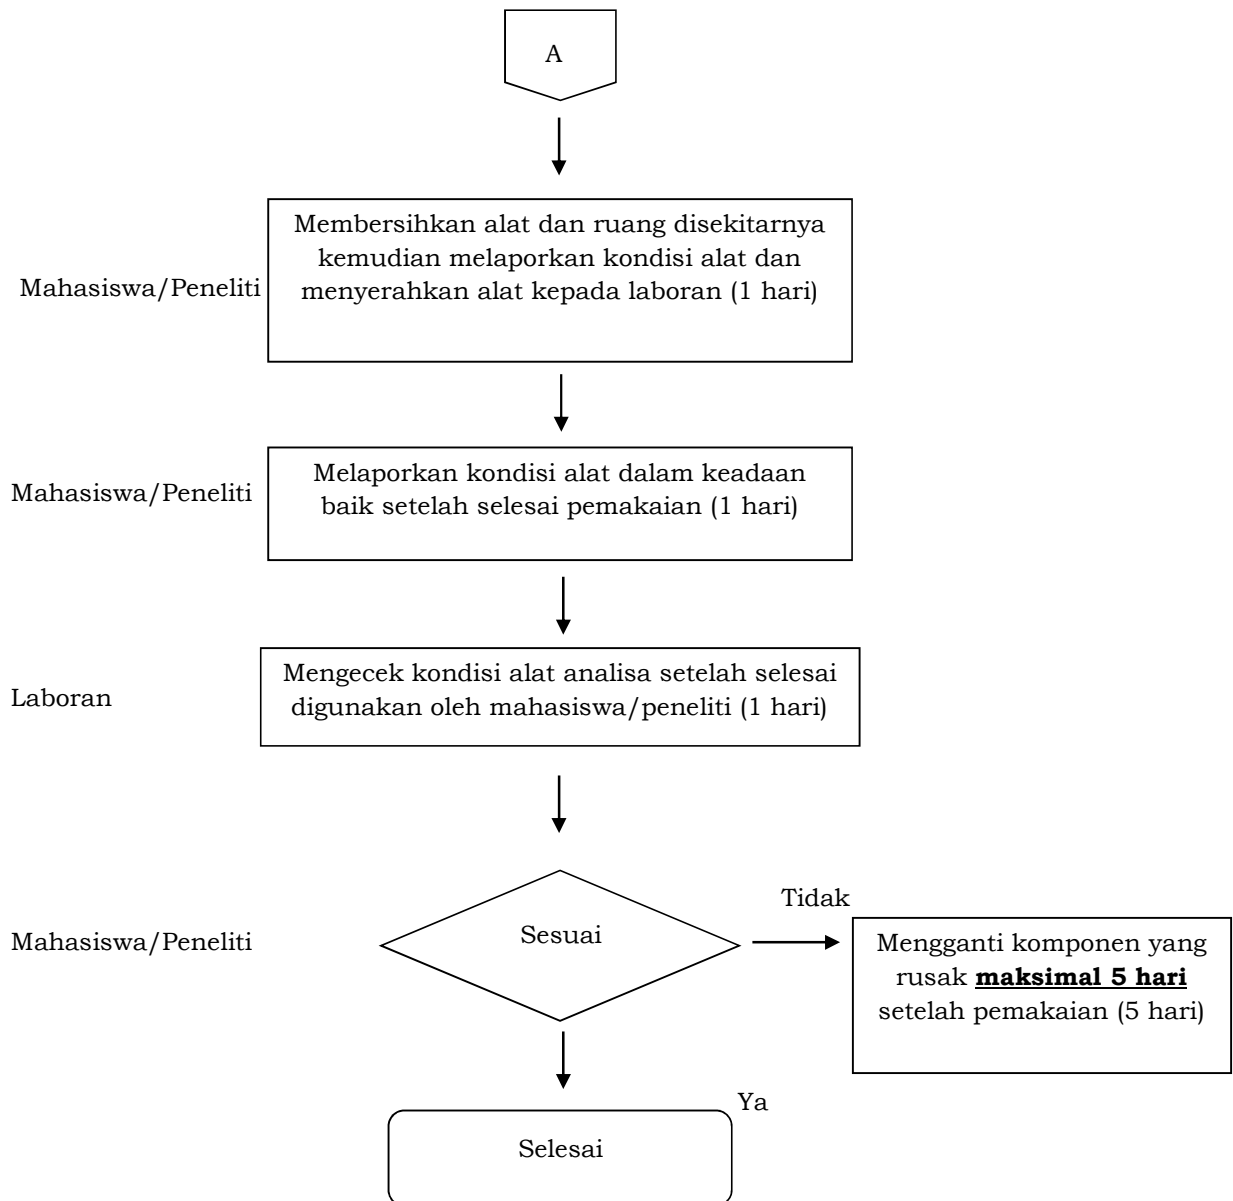 A
Membersihkan alat dan ruang disekitarnya
kemudian melaporkan kondisi alat dan
menyerahkan alat kepada laboran (1 hari)
Mahasiswa/Peneliti
Melaporkan kondisi alat dalam keadaan
baik setelah selesai pemakaian (1 hari)
Mahasiswa/Peneliti
Mengecek kondisi alat analisa setelah selesai
digunakan oleh mahasiswa/peneliti (1 hari)
Laboran
Tidak
Sesuai
Mahasiswa/Peneliti
Mengganti komponen yang
rusak maksimal 5 hari
setelah pemakaian (5 hari)
Ya
Selesai